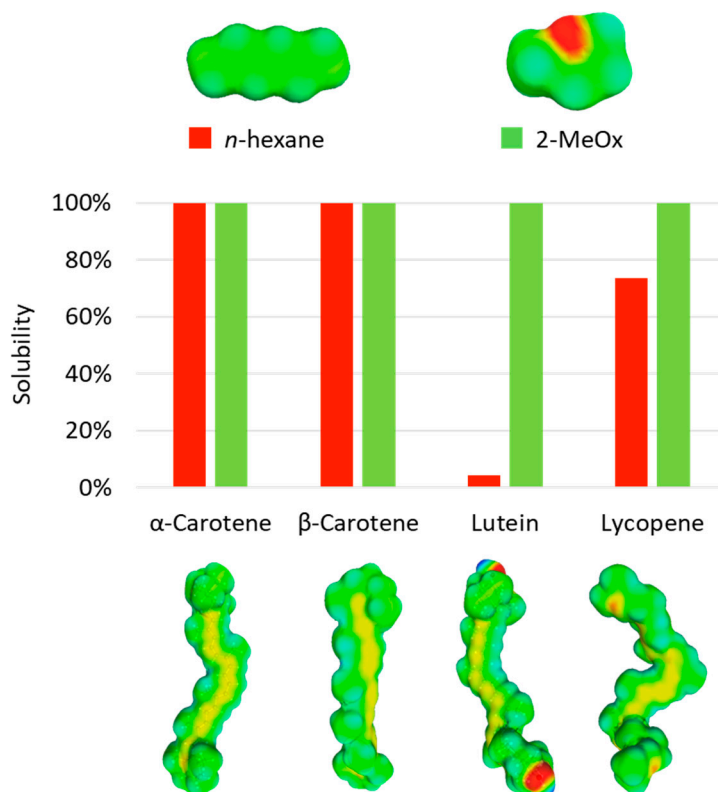 n-hexane 2-MeOx
100%
80%
60%
40%
20%
0%
Solubility
α-Carotene β-Carotene Lutein Lycopene